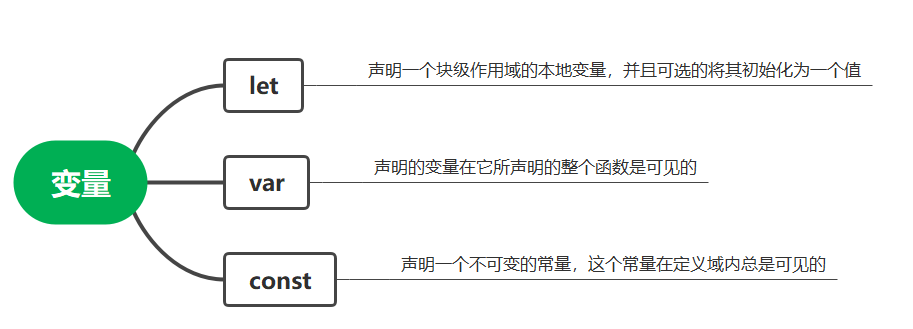 变量
let
声明一个块级作用域的本地变量，并且可选的将其初始化为一个值
var
声明的变量在它所声明的整个函数是可见的
const
声明一个不可变的常量，这个常量在定义域内总是可见的